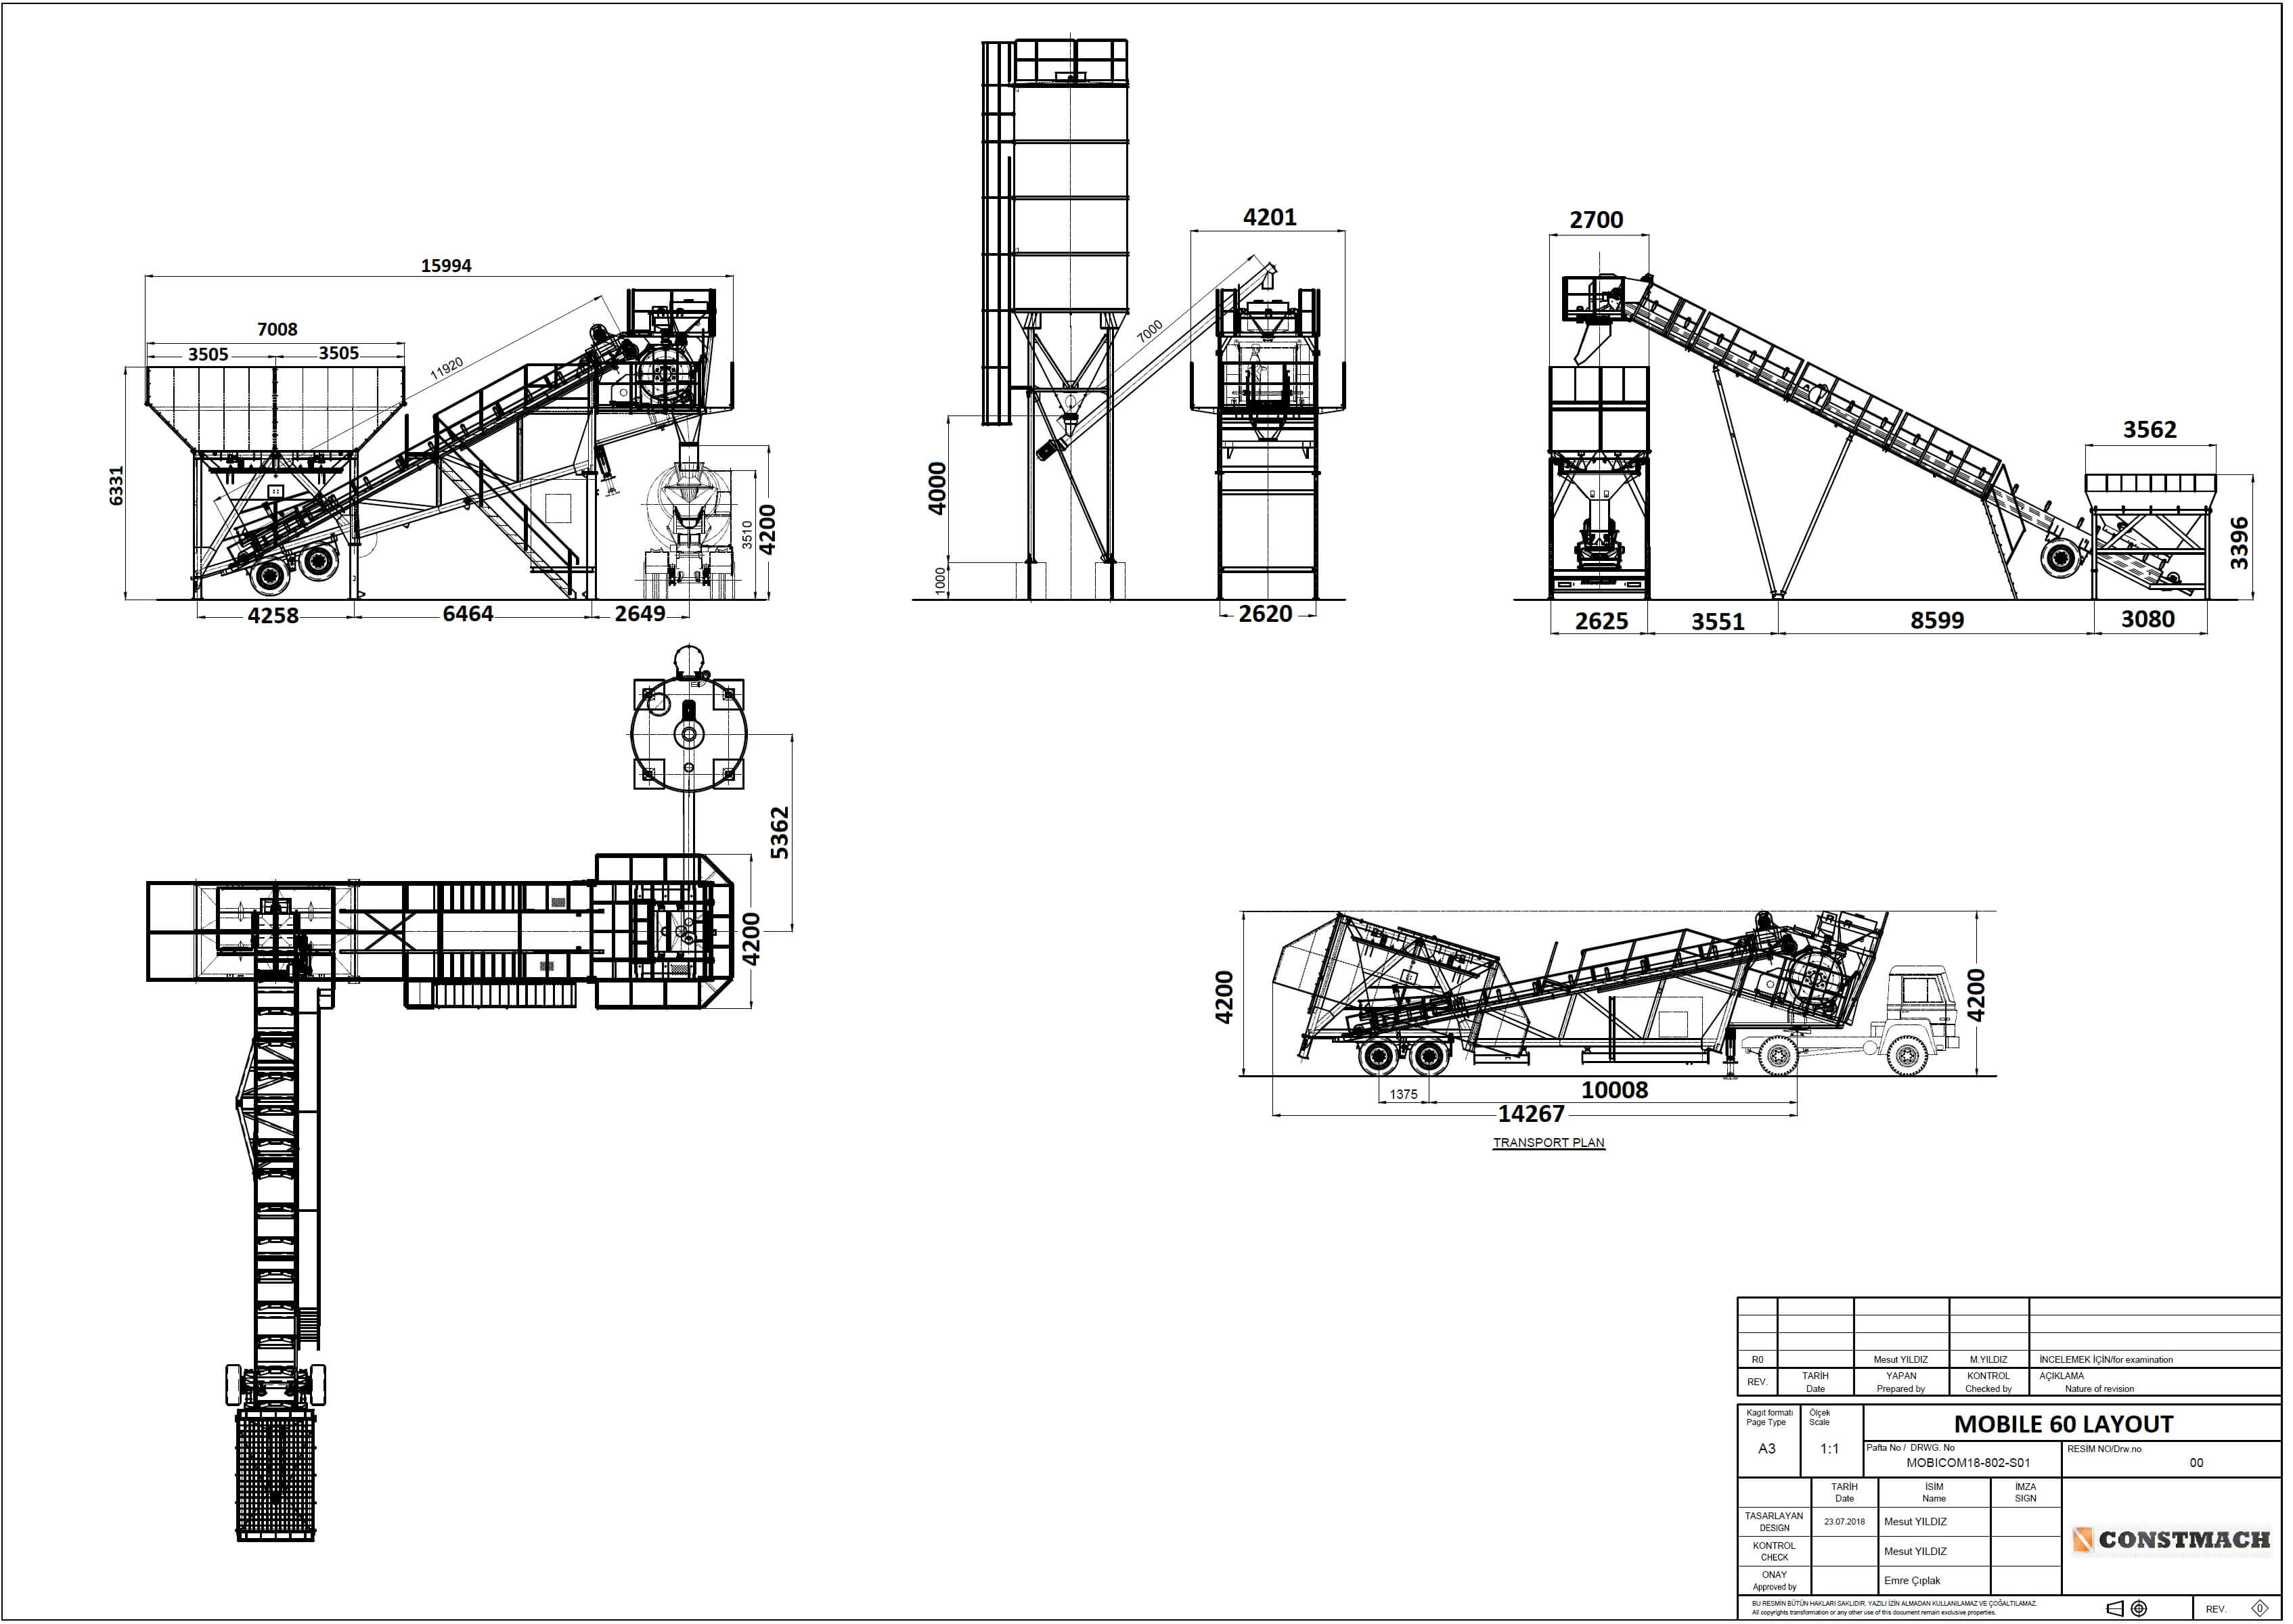 15994
7008
3505
3505
11920
6331
3510
4200
4258
6464
2649
4201
7000
4000
1000
2620
2700
3562
3396
2625
3551
8599
3080
5362
4200
4200
4200
1375
10008
14267
TRANSPORT PLAN
R0 Mesut YILDIZ M.YILDIZ İNCELEMEK İÇİN/for examination
REV. TARİH YAPAN KONTROL AÇIKLAMA
Date Prepared by Checked by Nature of revision
Kagıt formatı Ölçek
Page Type Scale
MOBILE 60 LAYOUT
A3 1:1
Pafta No / DRWG. No RESİM NO/Drw.no
MOBICOM18-802-S01 00
TARİH İSİM İMZA
Date Name SIGN
TASARLAYAN
DESIGN
23.07.2018 Mesut YILDIZ
KONTROL
CHECK
Mesut YILDIZ
ONAY
Approved by
Emre Çıplak
CONSTMACH
BU RESMİN BÜTÜN HAKLARI SAKLIDIR. YAZILI İZİN ALMADAN KULLANILAMAZ VE ÇOĞALTILAMAZ.
All copyrights transformation or any other use of this document remain exclusive properties.
REV. 0